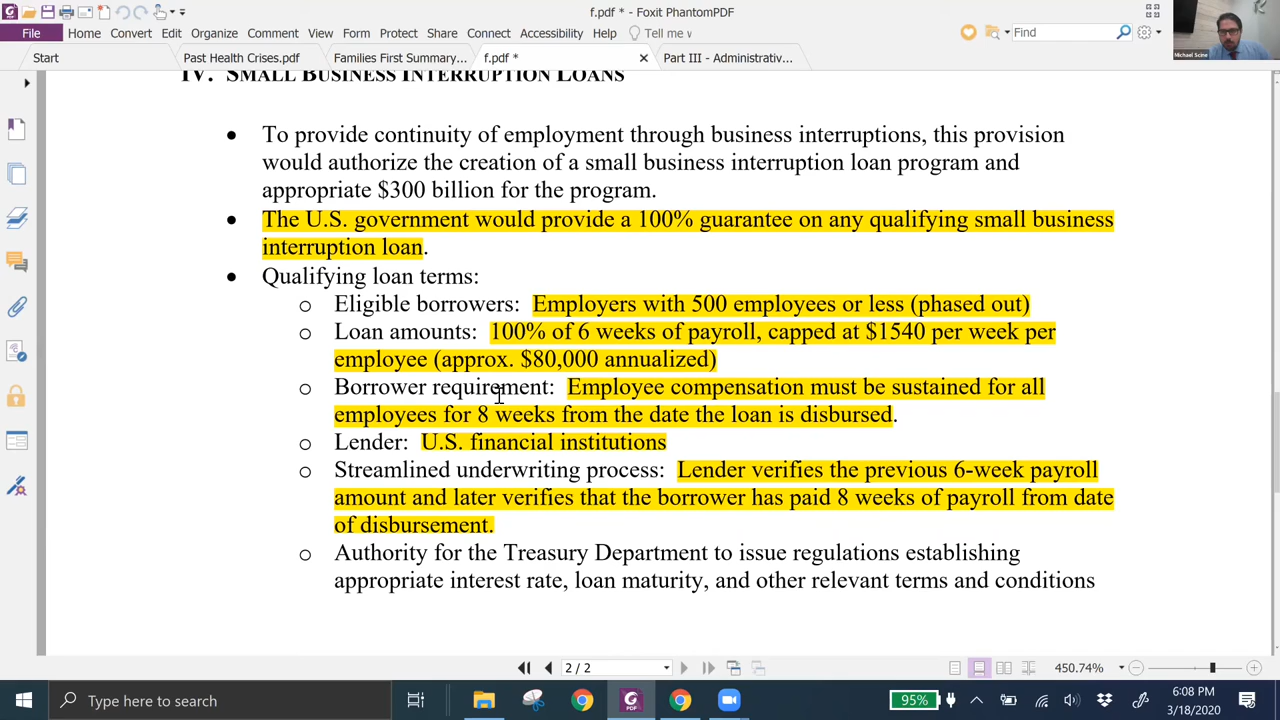 f.pdf * - Foxit PhantomPDF
File Home Convert Edit Organize Comment View Form Protect Share Connect Accessibility Help Tell me v Find
Michael Scine
Start Past Health Crises.pdf Families First Summary... f.pdf * Part III - Administrativ...
IV. SMALL BUSINESS INTERRUPTION LOANS
• To provide continuity of employment through business interruptions, this provision
would authorize the creation of a small business interruption loan program and
appropriate $300 billion for the program.
• The U.S. government would provide a 100% guarantee on any qualifying small business
interruption loan.
• Qualifying loan terms:
o Eligible borrowers: Employers with 500 employees or less (phased out)
o Loan amounts: 100% of 6 weeks of payroll, capped at $1540 per week per
employee (approx. $80,000 annualized)
o Borrower requirement: Employee compensation must be sustained for all
employees for 8 weeks from the date the loan is disbursed.
o Lender: U.S. financial institutions
o Streamlined underwriting process: Lender verifies the previous 6-week payroll
amount and later verifies that the borrower has paid 8 weeks of payroll from date
of disbursement.
o Authority for the Treasury Department to issue regulations establishing
appropriate interest rate, loan maturity, and other relevant terms and conditions
2 / 2 450.74%
Type here to search 95% 6:08 PM
3/18/2020